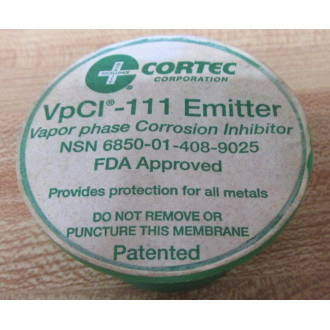 CORTEC
CORPORATION
VpCI®-111 Emitter
Vapor phase Corrosion Inhibitor
NSN 6850-01-408-9025
FDA Approved
Provides protection for all metals
DO NOT REMOVE OR
PUNCTURE THIS MEMBRANE
Patented